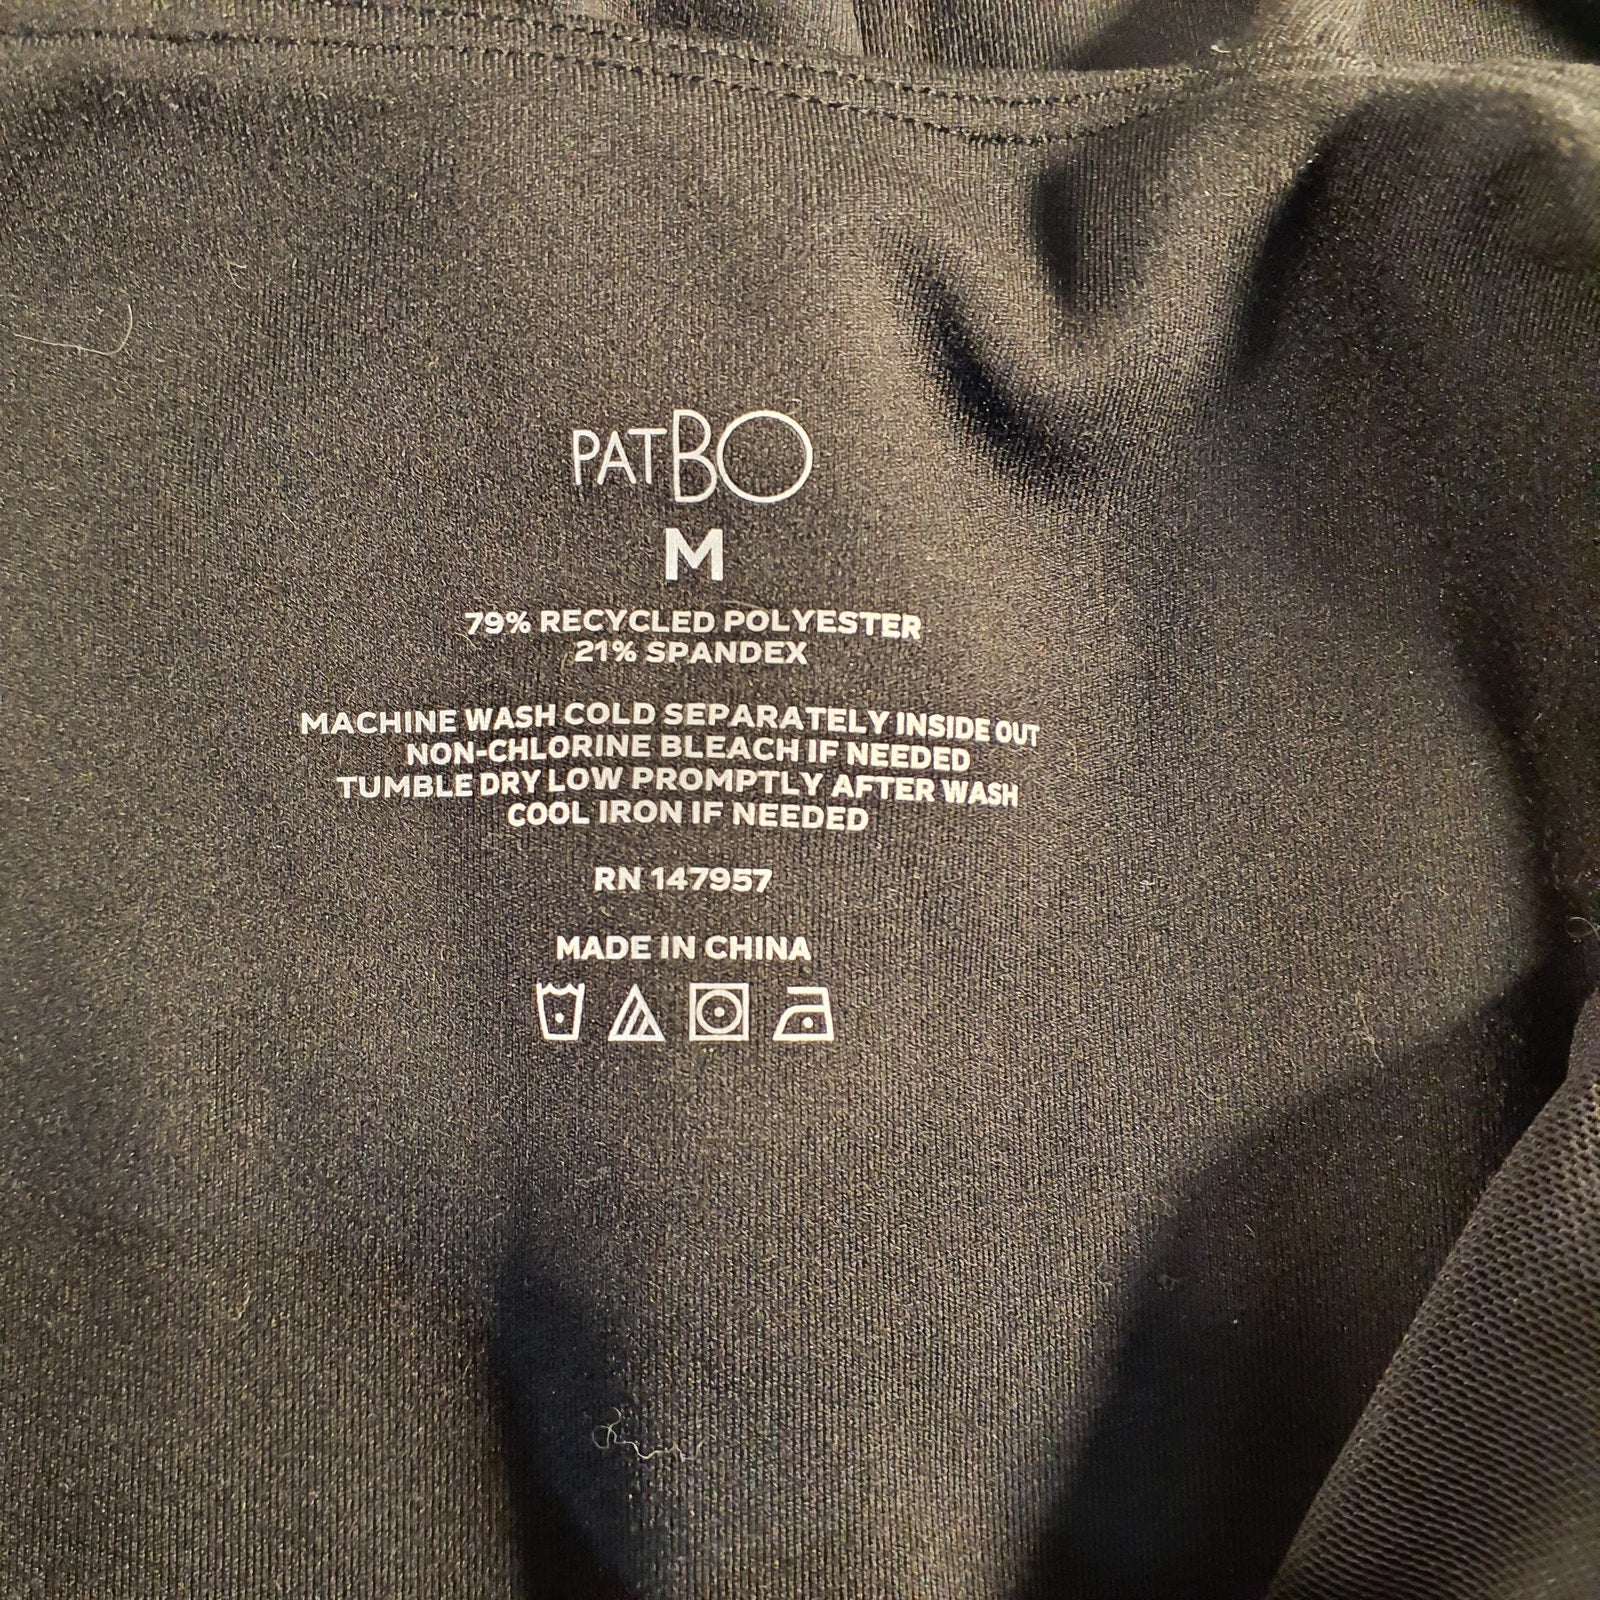 PATBO
M
79% RECYCLED POLYESTER
21% SPANDEX
MACHINE WASH COLD SEPARATELY INSIDE OUT
NON-CHLORINE BLEACH IF NEEDED
TUMBLE DRY LOW PROMPTLY AFTER WASH
COOL IRON IF NEEDED
RN 147957
MADE IN CHINA